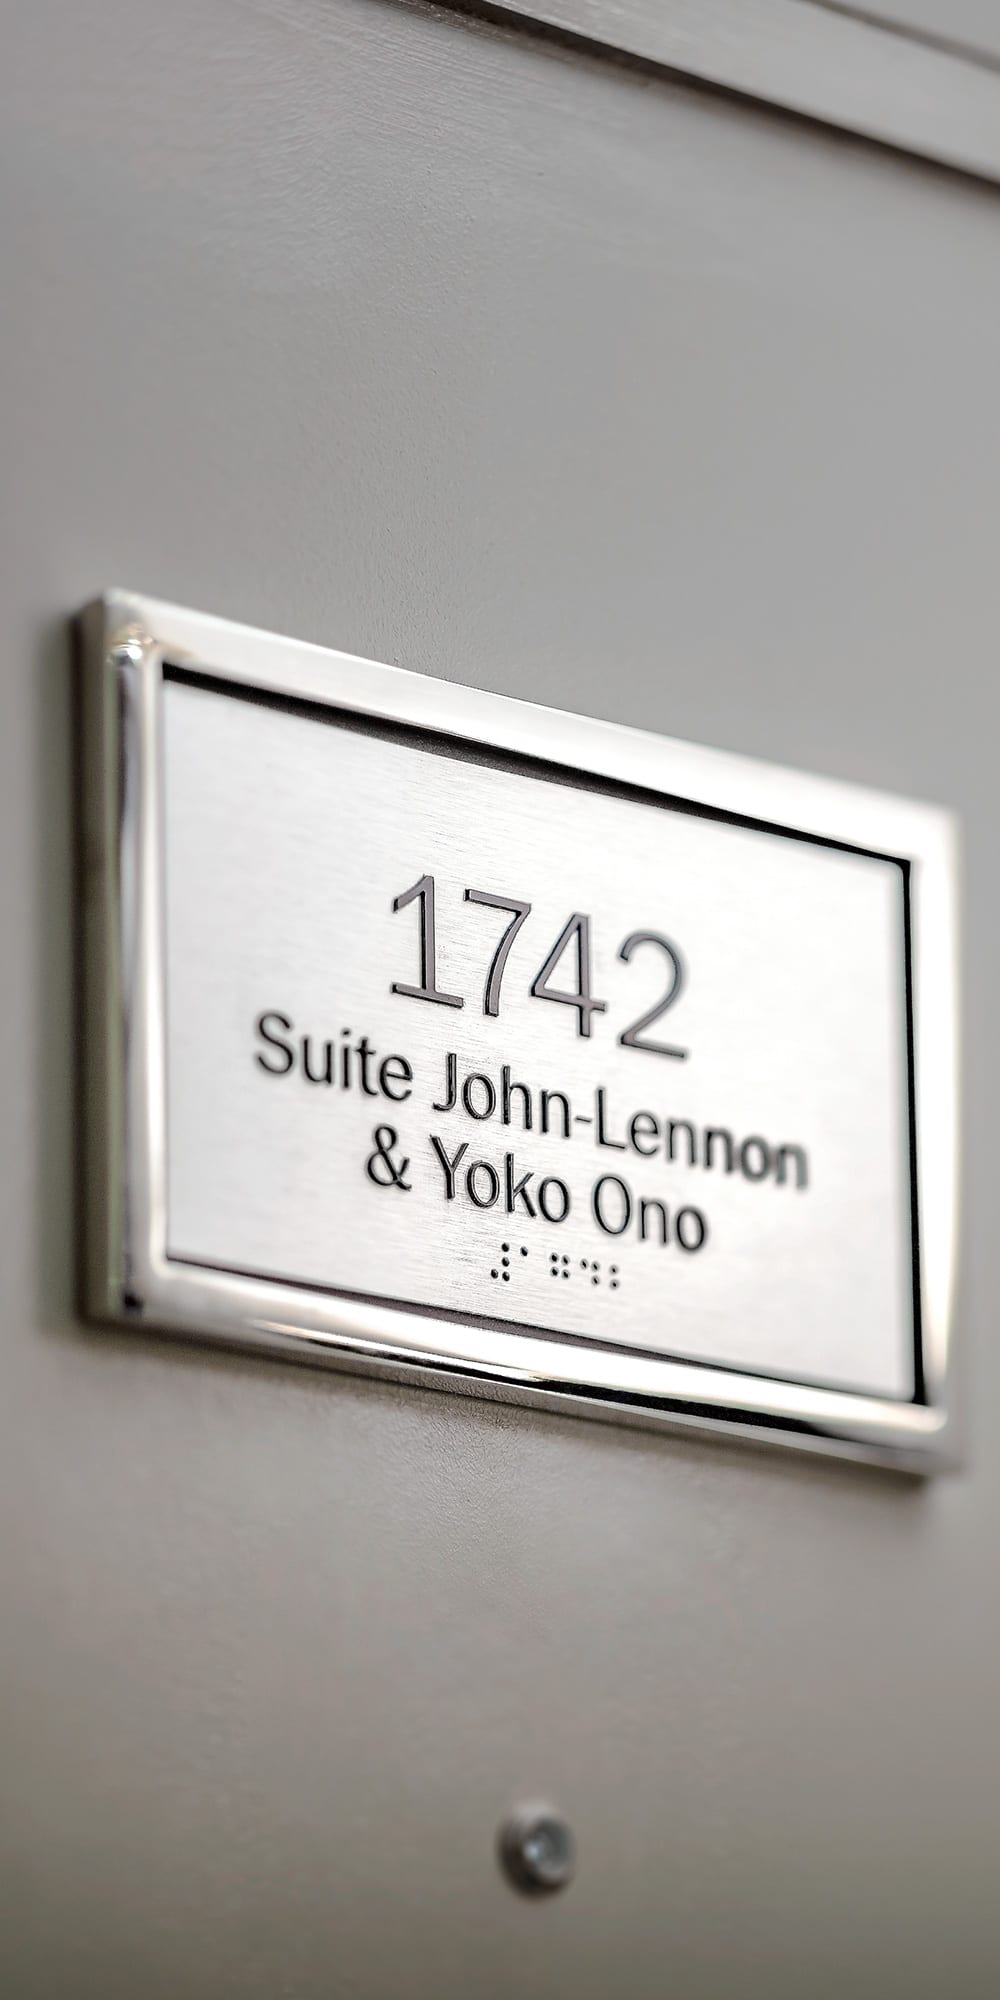 1742
Suite John-Lennon
& Yoko Ono
⠼⠁⠛⠙⠃